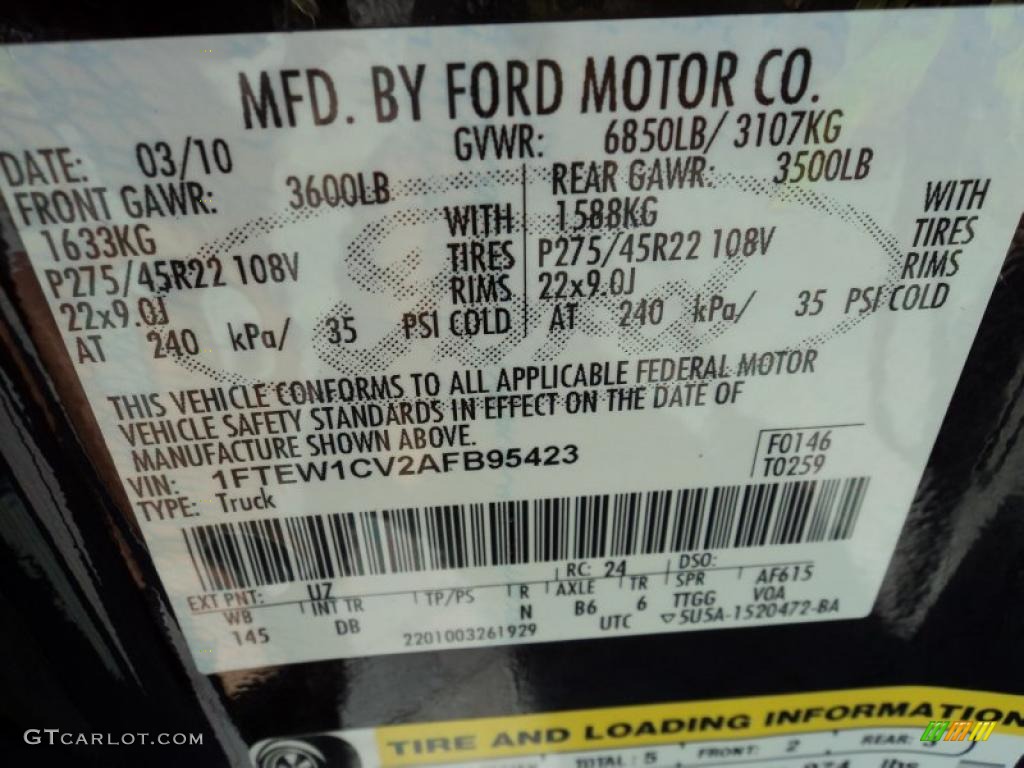 MFD. BY FORD MOTOR CO.
DATE: 03/10 GVWR: 6850LB/ 3107KG
FRONT GAWR: 3600LB REAR GAWR: 3500LB
1633KG WITH 1588KG WITH
P275/45R22 108V TIRES P275/45R22 108V TIRES
22x9.0J RIMS 22x9.0J RIMS
AT 240 kPa/ 35 PSI COLD AT 240 kPa/ 35 PSI COLD
THIS VEHICLE CONFORMS TO ALL APPLICABLE FEDERAL MOTOR
VEHICLE SAFETY STANDARDS IN EFFECT ON THE DATE OF
MANUFACTURE SHOWN ABOVE.
VIN: 1FTEW1CV2AFB95423 F0146
TYPE: Truck T0259
EXT PNT: UZ RC: 24 DSO:
WB INT TR TP/PS R AXLE TR SPR AF615
145 DB N B6 6 TTGG VOA
2201003261929 UTC ▽5U5A-1520472-BA
TIRE AND LOADING INFORMATION
TOTAL: 5 FRONT: 2 REAR: 3
lbs
GTCARLOT.COM